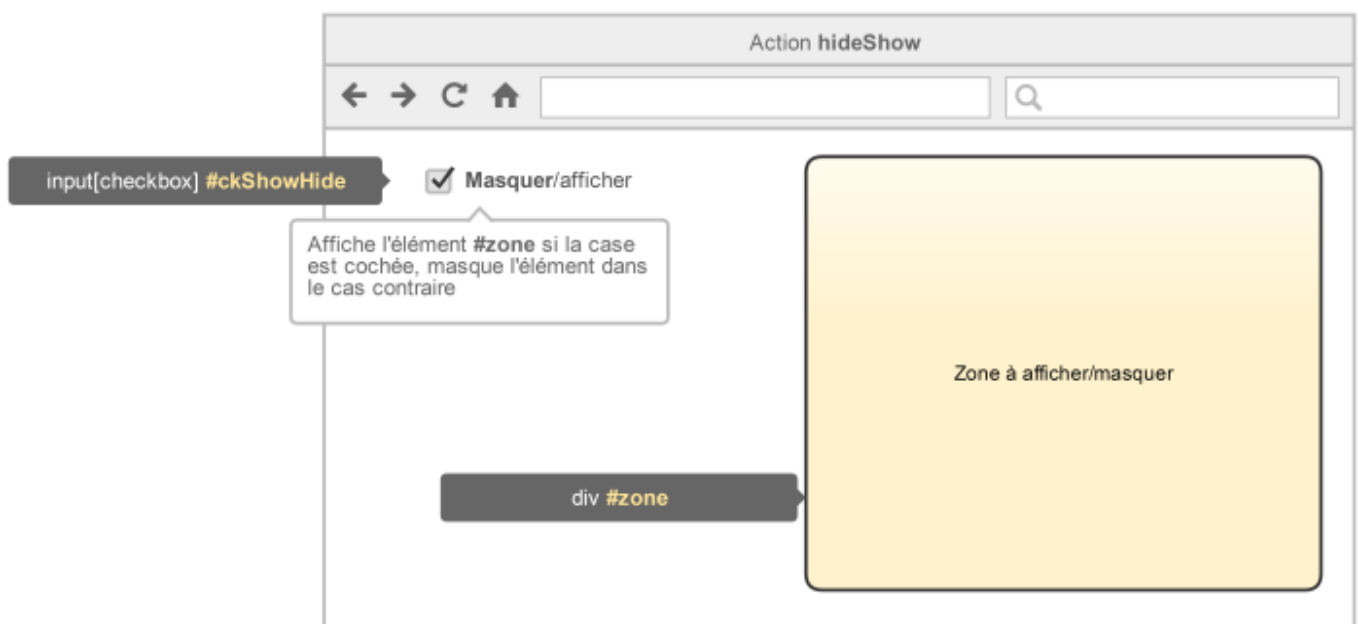 Action hideShow
input[checkbox] #ckShowHide
Masquer/afficher
Affiche l'élément #zone si la case
est cochée, masque l'élément dans
le cas contraire
Zone à afficher/masquer
div #zone